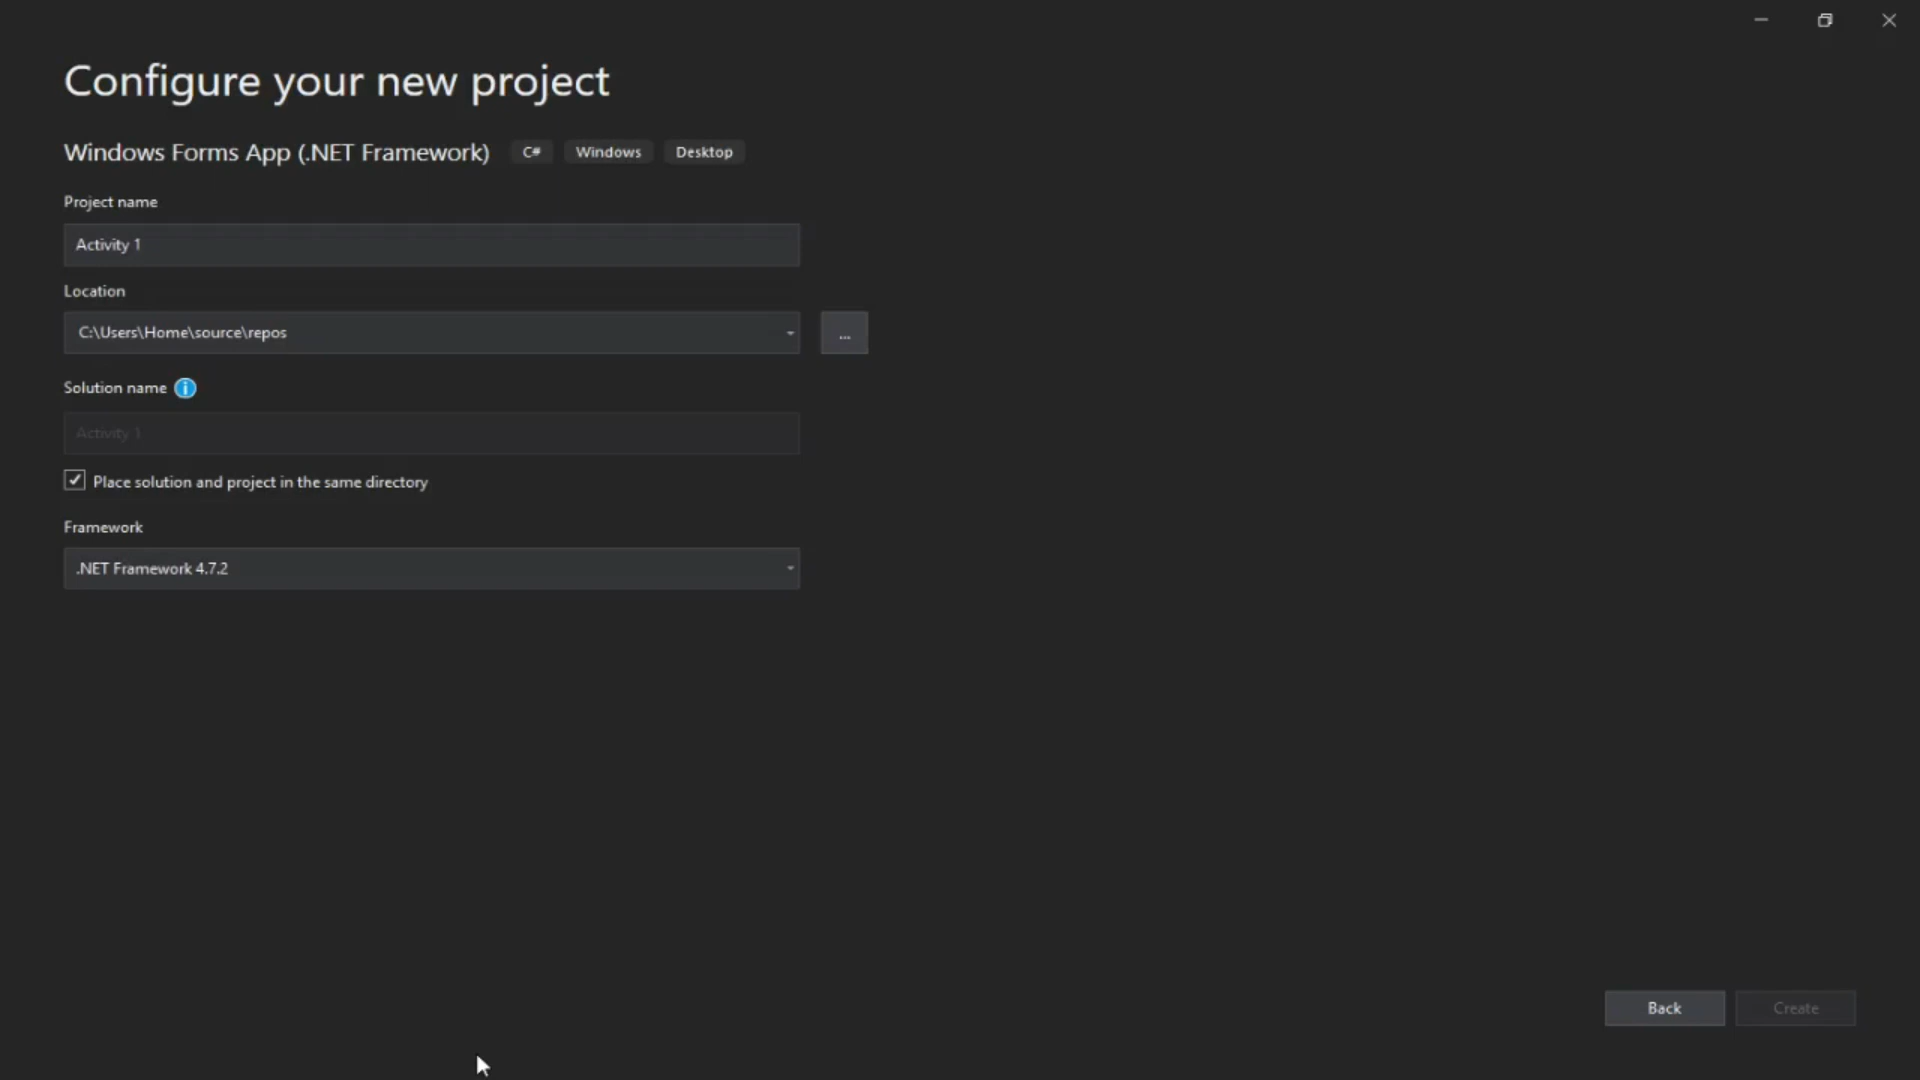 Configure your new project
Windows Forms App (.NET Framework) C# Windows Desktop
Project name
Activity 1
Location
C:\Users\Home\source\repos
...
Solution name
Activity 1
Place solution and project in the same directory
Framework
.NET Framework 4.7.2
Back Create